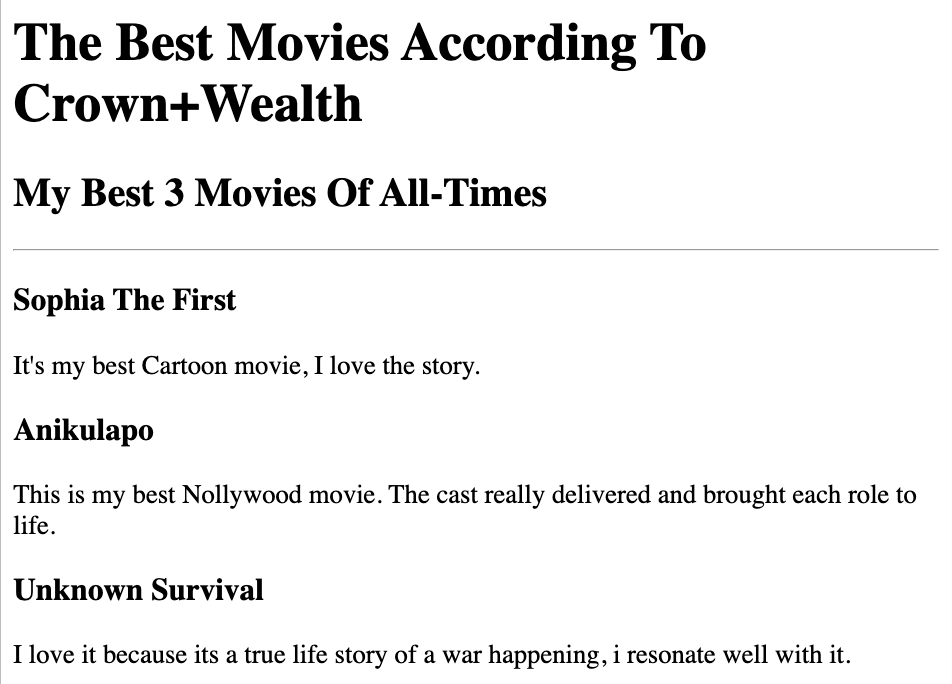 The Best Movies According To
Crown+Wealth
My Best 3 Movies Of All-Times
Sophia The First
It's my best Cartoon movie, I love the story.
Anikulapo
This is my best Nollywood movie. The cast really delivered and brought each role to
life.
Unknown Survival
I love it because its a true life story of a war happening, i resonate well with it.